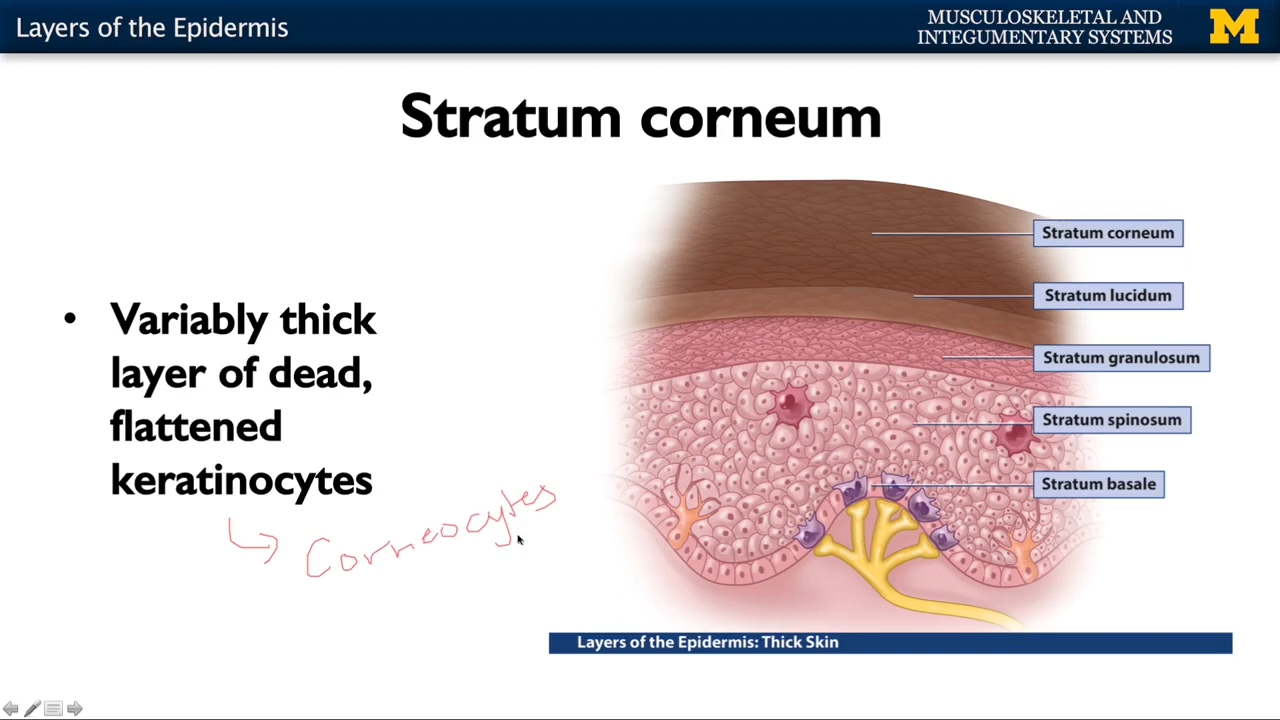 Layers of the Epidermis
MUSCULOSKELETAL AND
INTEGUMENTARY SYSTEMS
M
Stratum corneum
• Variably thick
layer of dead,
flattened
keratinocytes
Corneocytes
Stratum corneum
Stratum lucidum
Stratum granulosum
Stratum spinosum
Stratum basale
Layers of the Epidermis: Thick Skin